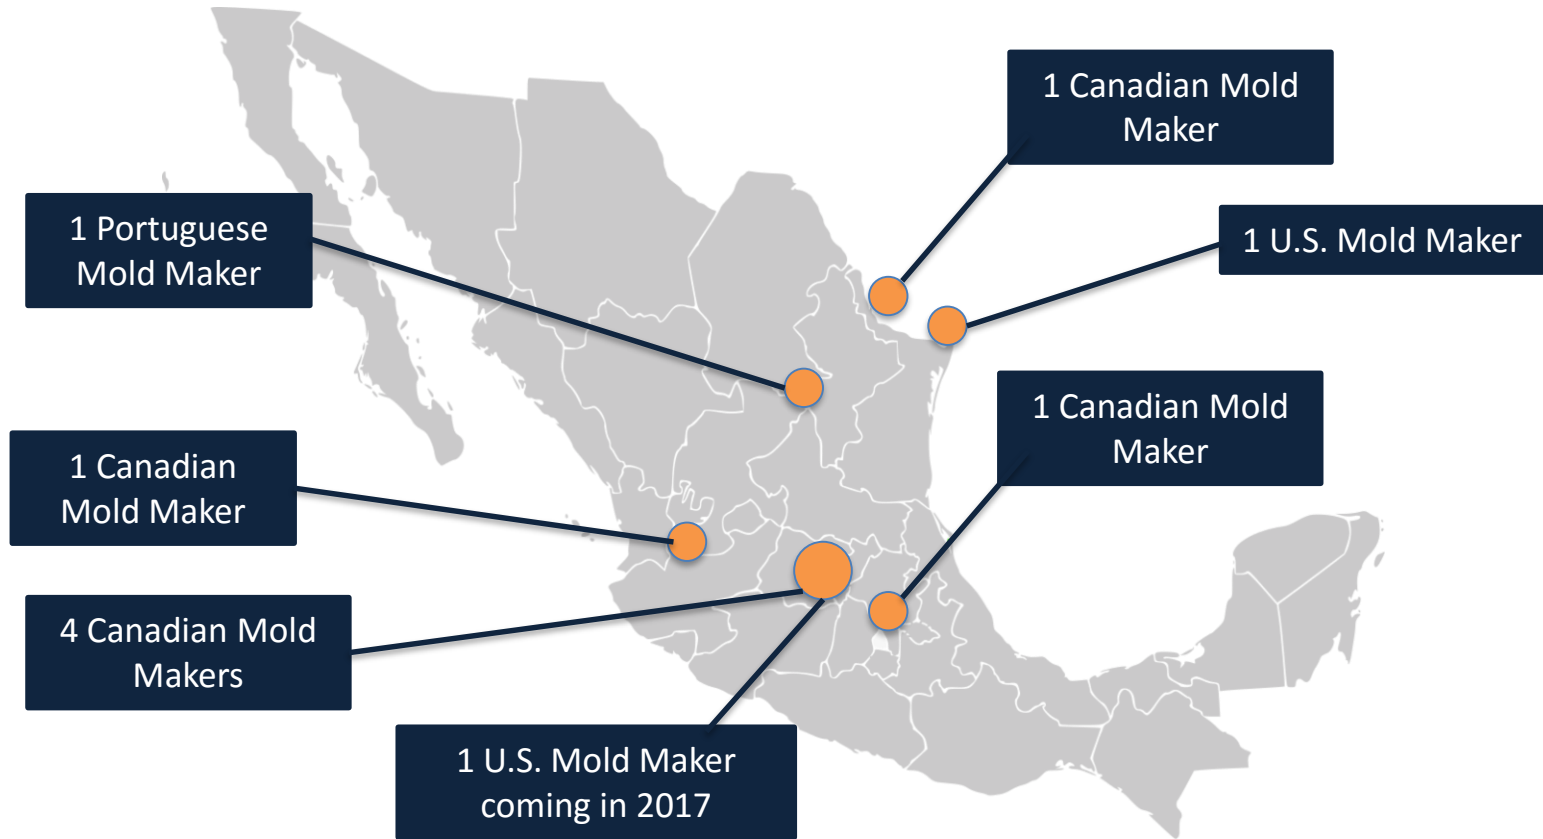 1 Canadian Mold
Maker
1 Portuguese
Mold Maker
1 U.S. Mold Maker
1 Canadian Mold
Maker
1 Canadian
Mold Maker
4 Canadian Mold
Makers
1 U.S. Mold Maker
coming in 2017